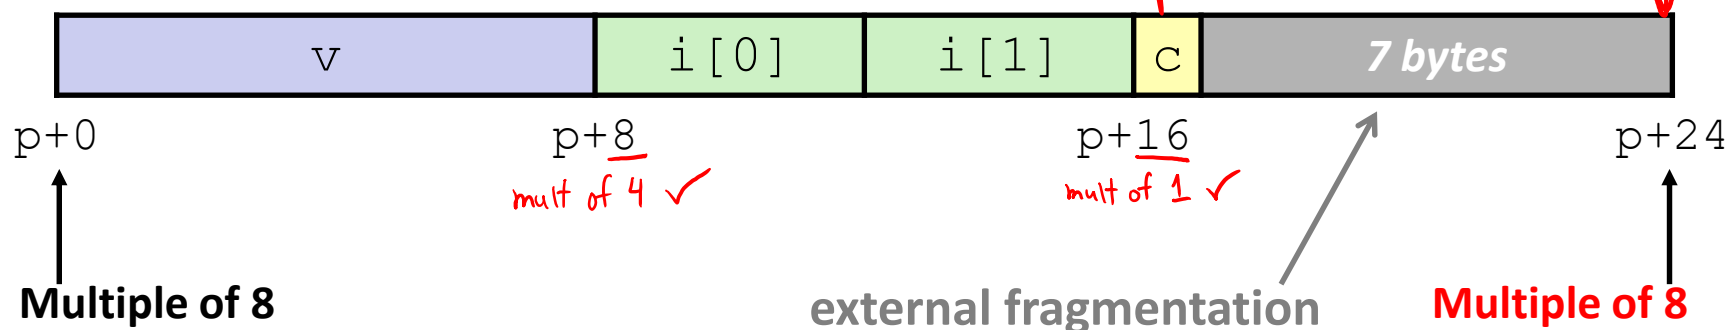 v i[0] i[1] c 7 bytes
p+0 p+8 p+16 p+24
mult of 4 ✓ mult of 1 ✓
Multiple of 8 external fragmentation Multiple of 8